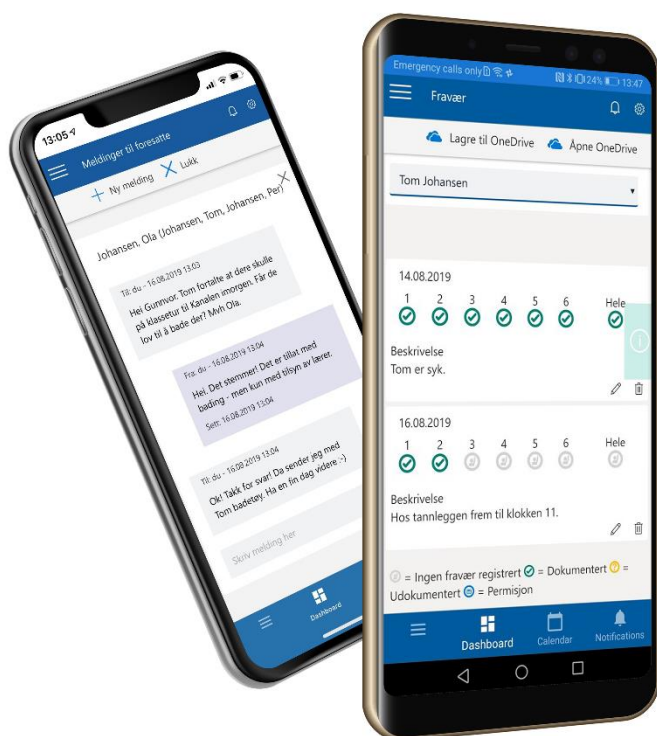 13:05
Meldinger til foresatte
Ny melding
Lukk
Johansen, Ola (Johansen, Tom, Johansen, Per)
Til: du - 16.08.2019 13:03
Hei Gunnvor. Tom fortalte at dere skulle
på klassetur til Kanalen imorgen. Får de
lov til å bade der? Mvh Ola.
Fra: du - 16.08.2019 13:04
Hei. Det stemmer! Det er tillat med
bading - men kun med tilsyn av lærer.
Sett: 16.08.2019 13:04
Til: du - 16.08.2019 13:04
Ok! Takk for svar! Da sender jeg med
Tom badetøy. Ha en fin dag videre :-)
Skriv melding her
Dashboard
Emergency calls only 24% 13:47
Fravær
Lagre til OneDrive Åpne OneDrive
Tom Johansen
14.08.2019
1 2 3 4 5 6 Hele
Beskrivelse
Tom er syk.
16.08.2019
1 2 3 4 5 6 Hele
Beskrivelse
Hos tannleggen frem til klokken 11.
= Ingen fravær registrert = Dokumentert =
Udokumentert = Permisjon
Dashboard Calendar Notifications